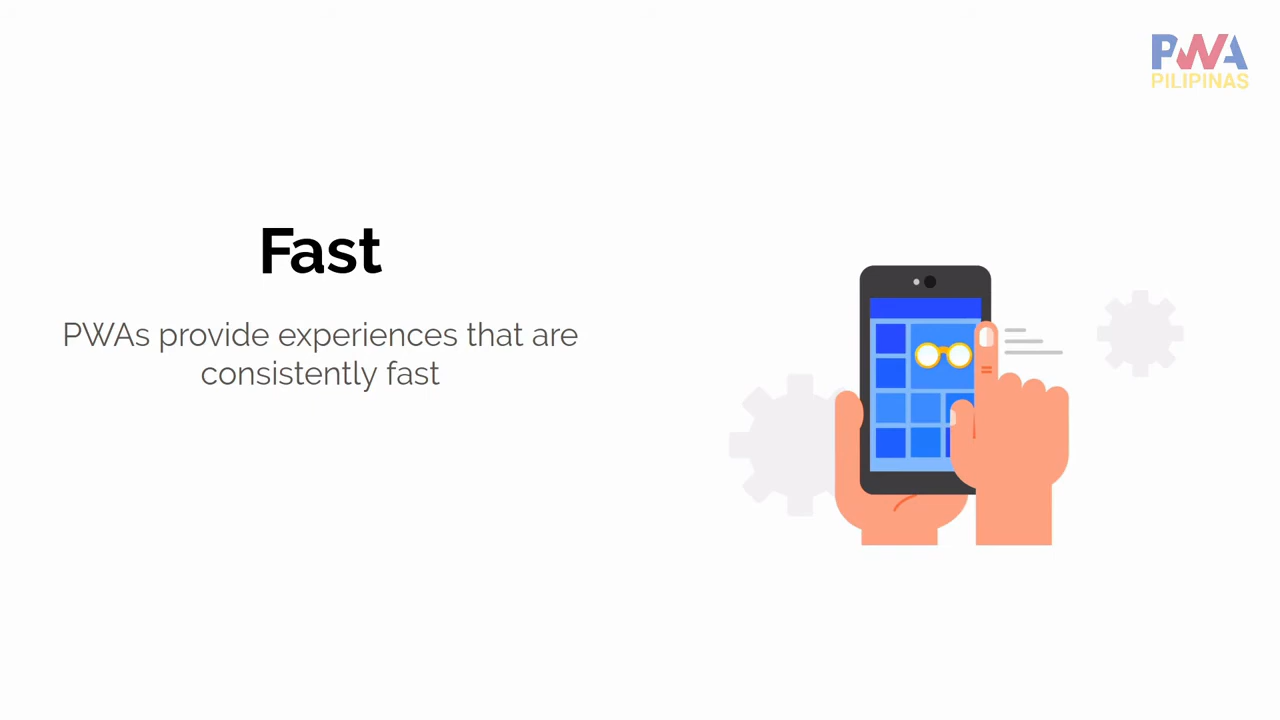 PWA
PILIPINAS
Fast
PWAs provide experiences that are
consistently fast